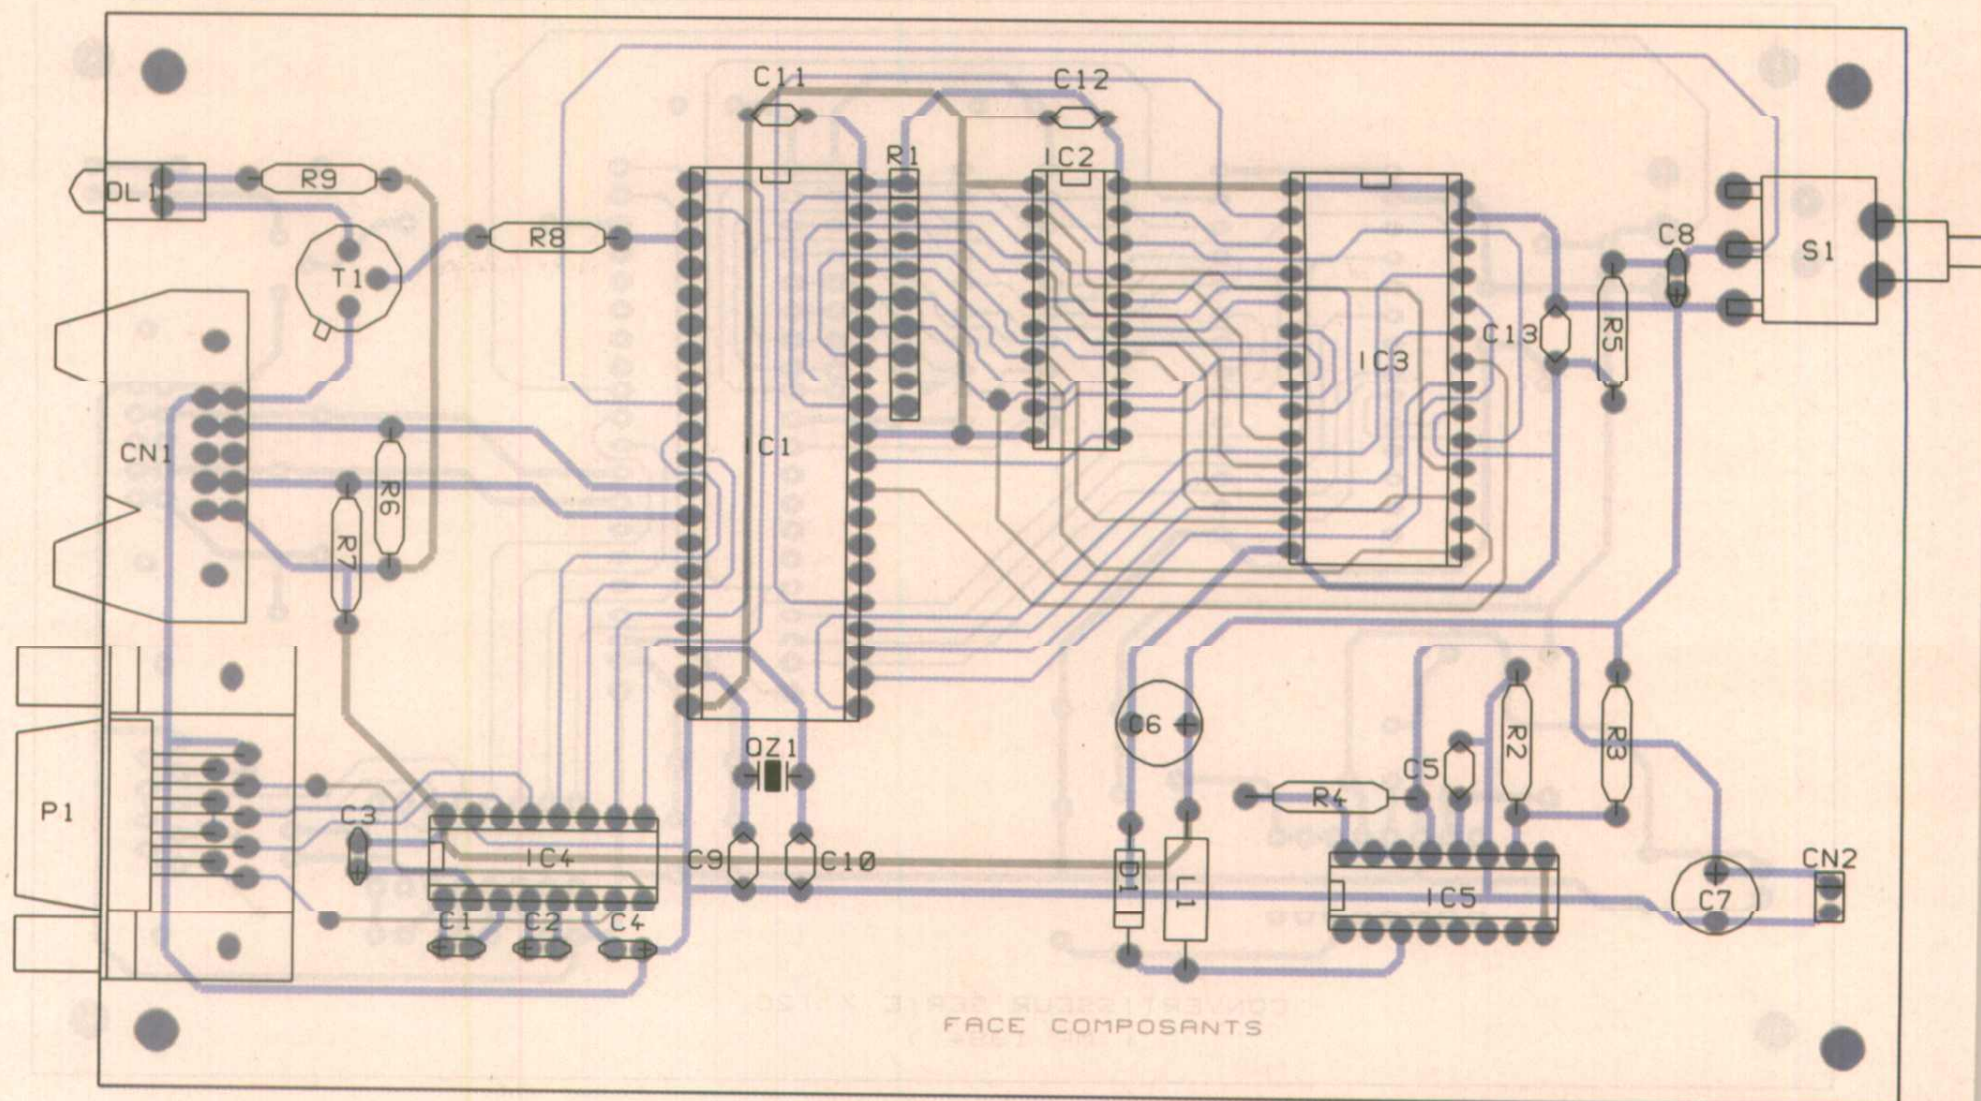 C11
C12
R1
IC2
DL1
R9
R8
T1
C8
S1
IC3
C13
R5
CN1
IC1
R6
R7
C6
QZ1
R2
R3
C5
R4
P1
C3
IC4
C9
C10
D1
L1
IC5
CN2
C7
C1
C2
C4
CONVERTISSEUR SERIE
FACE COMPOSANTS